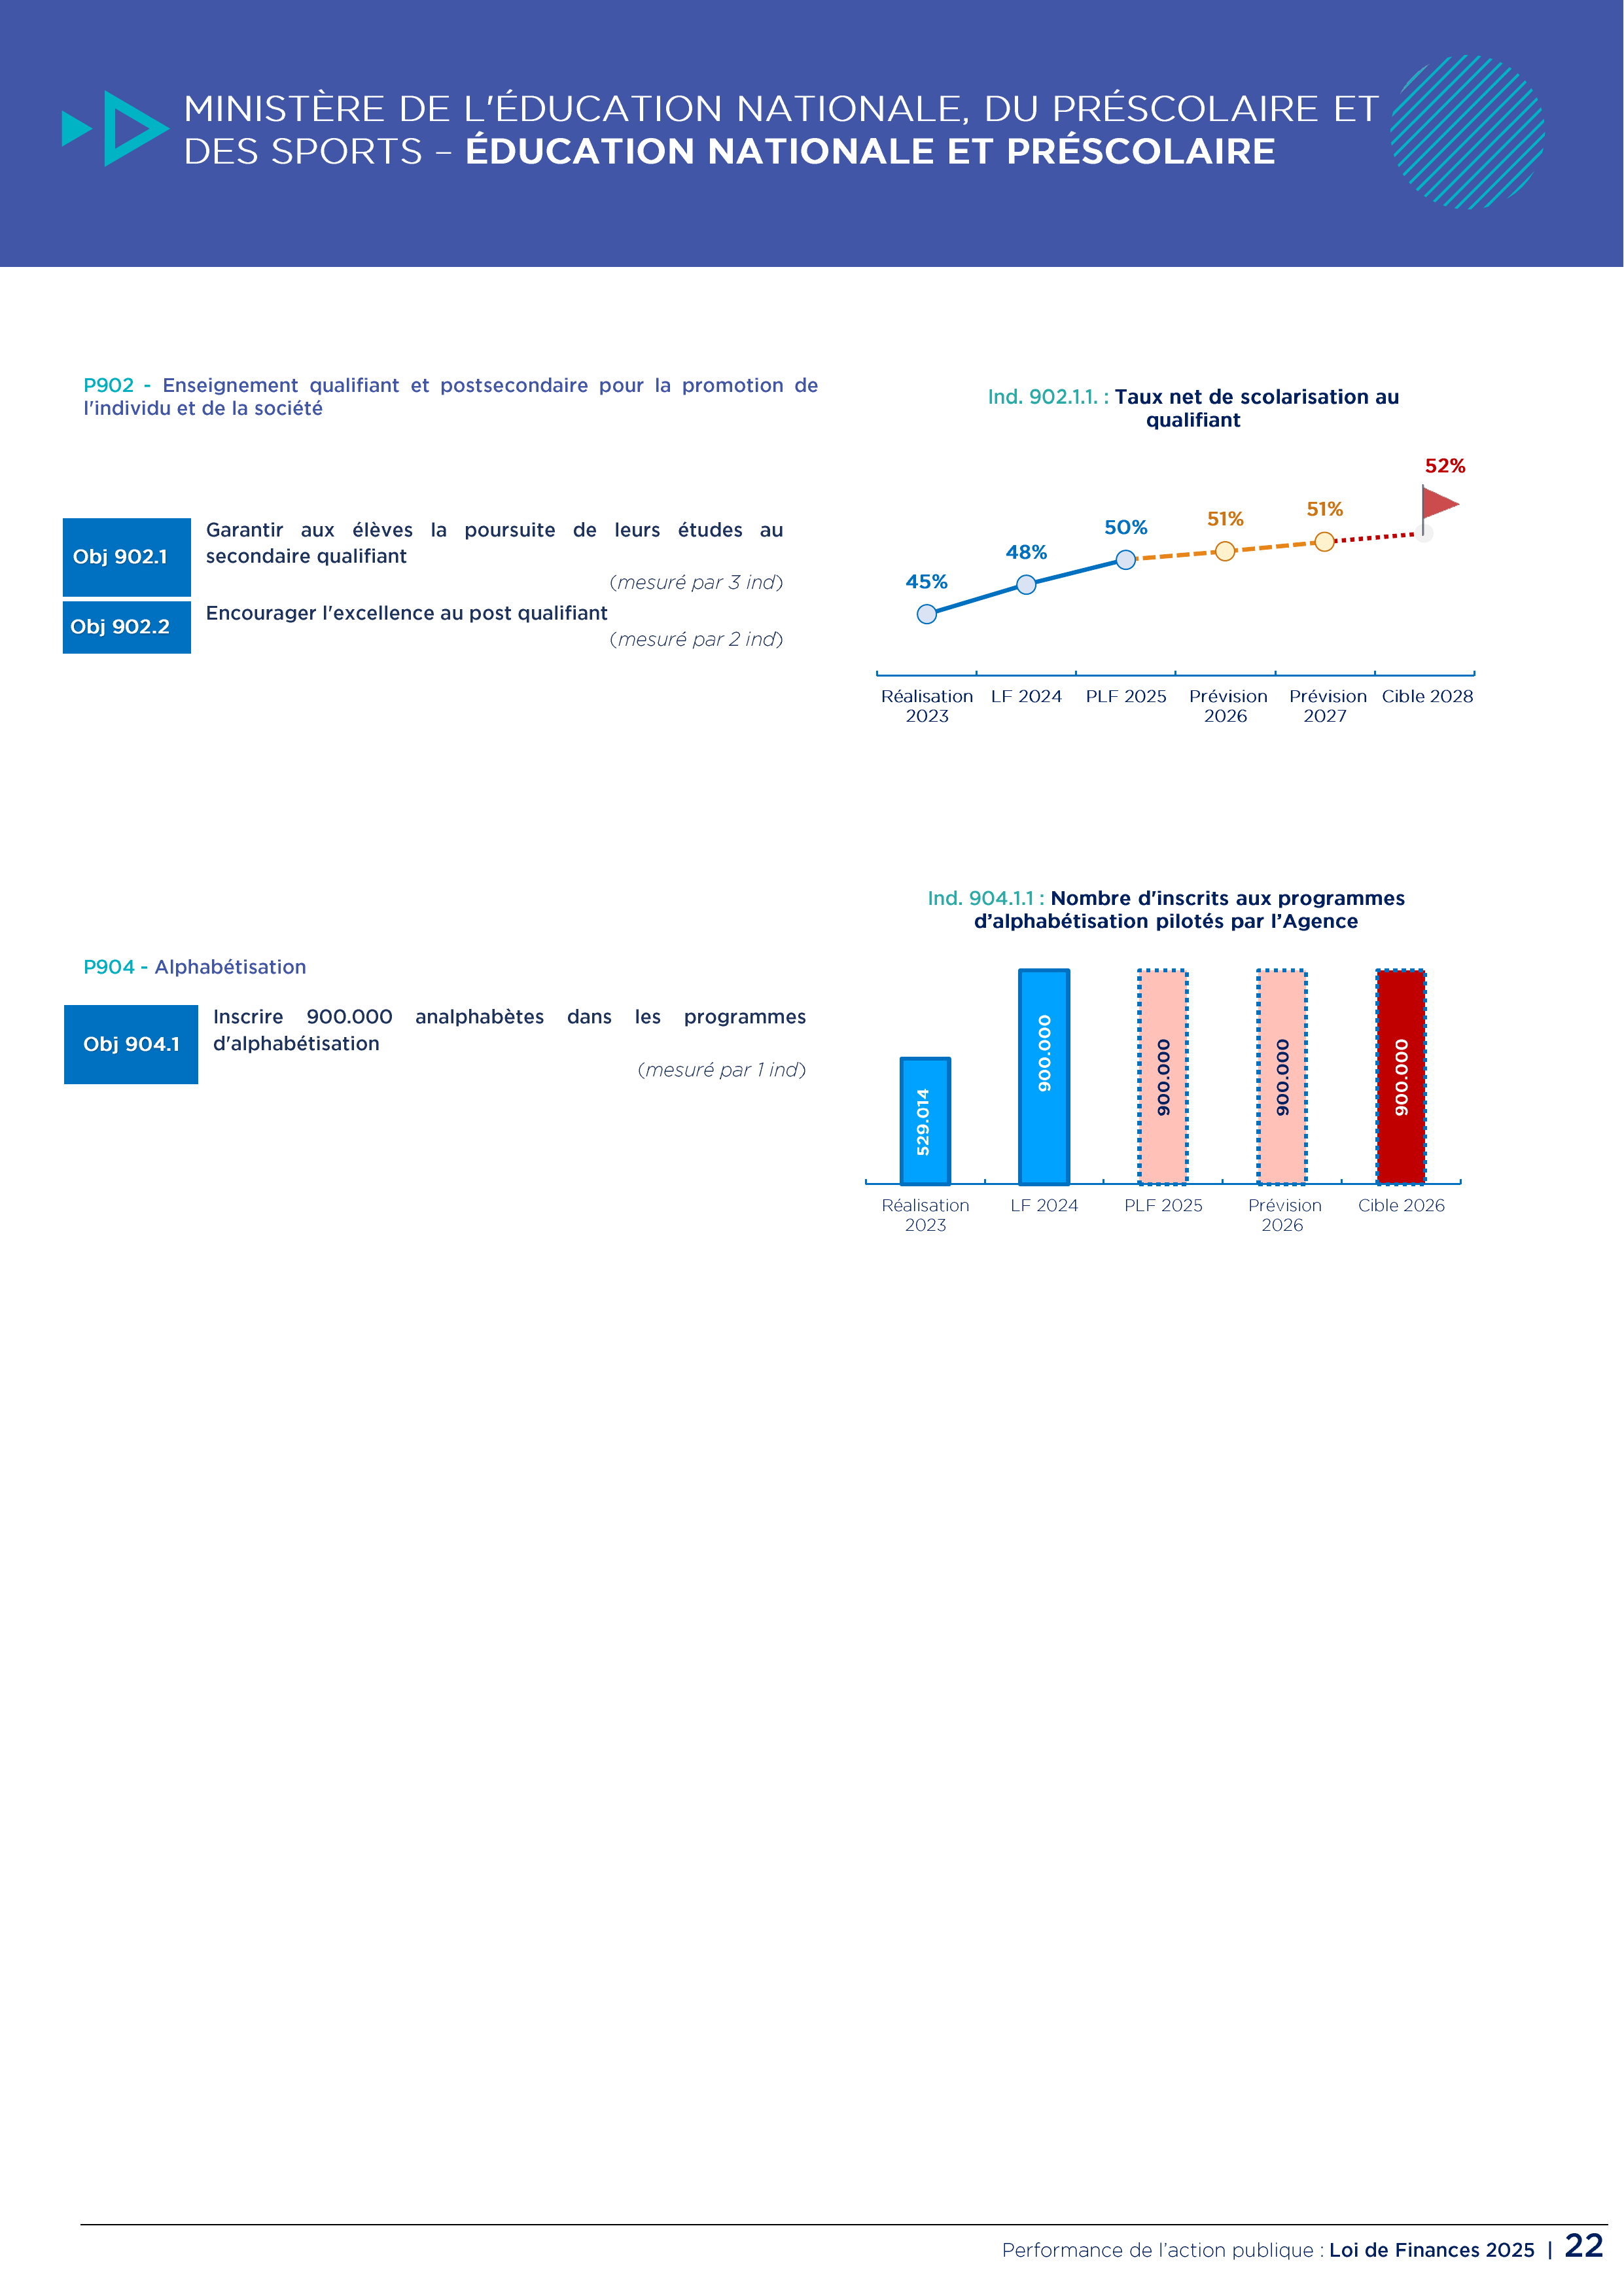 MINISTÈRE DE L'ÉDUCATION NATIONALE, DU PRÉSCOLAIRE ET
DES SPORTS – ÉDUCATION NATIONALE ET PRÉSCOLAIRE
P902 - Enseignement qualifiant et postsecondaire pour la promotion de
l'individu et de la société
Obj 902.1
Garantir aux élèves la poursuite de leurs études au
secondaire qualifiant
(mesuré par 3 ind)
Obj 902.2
Encourager l'excellence au post qualifiant
(mesuré par 2 ind)
Ind. 902.1.1. : Taux net de scolarisation au
qualifiant
45%
48%
50%
51%
51%
52%
Réalisation
2023
LF 2024
PLF 2025
Prévision
2026
Prévision
2027
Cible 2028
P904 - Alphabétisation
Obj 904.1
Inscrire 900.000 analphabètes dans les programmes
d'alphabétisation
(mesuré par 1 ind)
Ind. 904.1.1 : Nombre d'inscrits aux programmes
d’alphabétisation pilotés par l’Agence
529.014
900.000
900.000
900.000
900.000
Réalisation
2023
LF 2024
PLF 2025
Prévision
2026
Cible 2026
Performance de l’action publique : Loi de Finances 2025 | 22